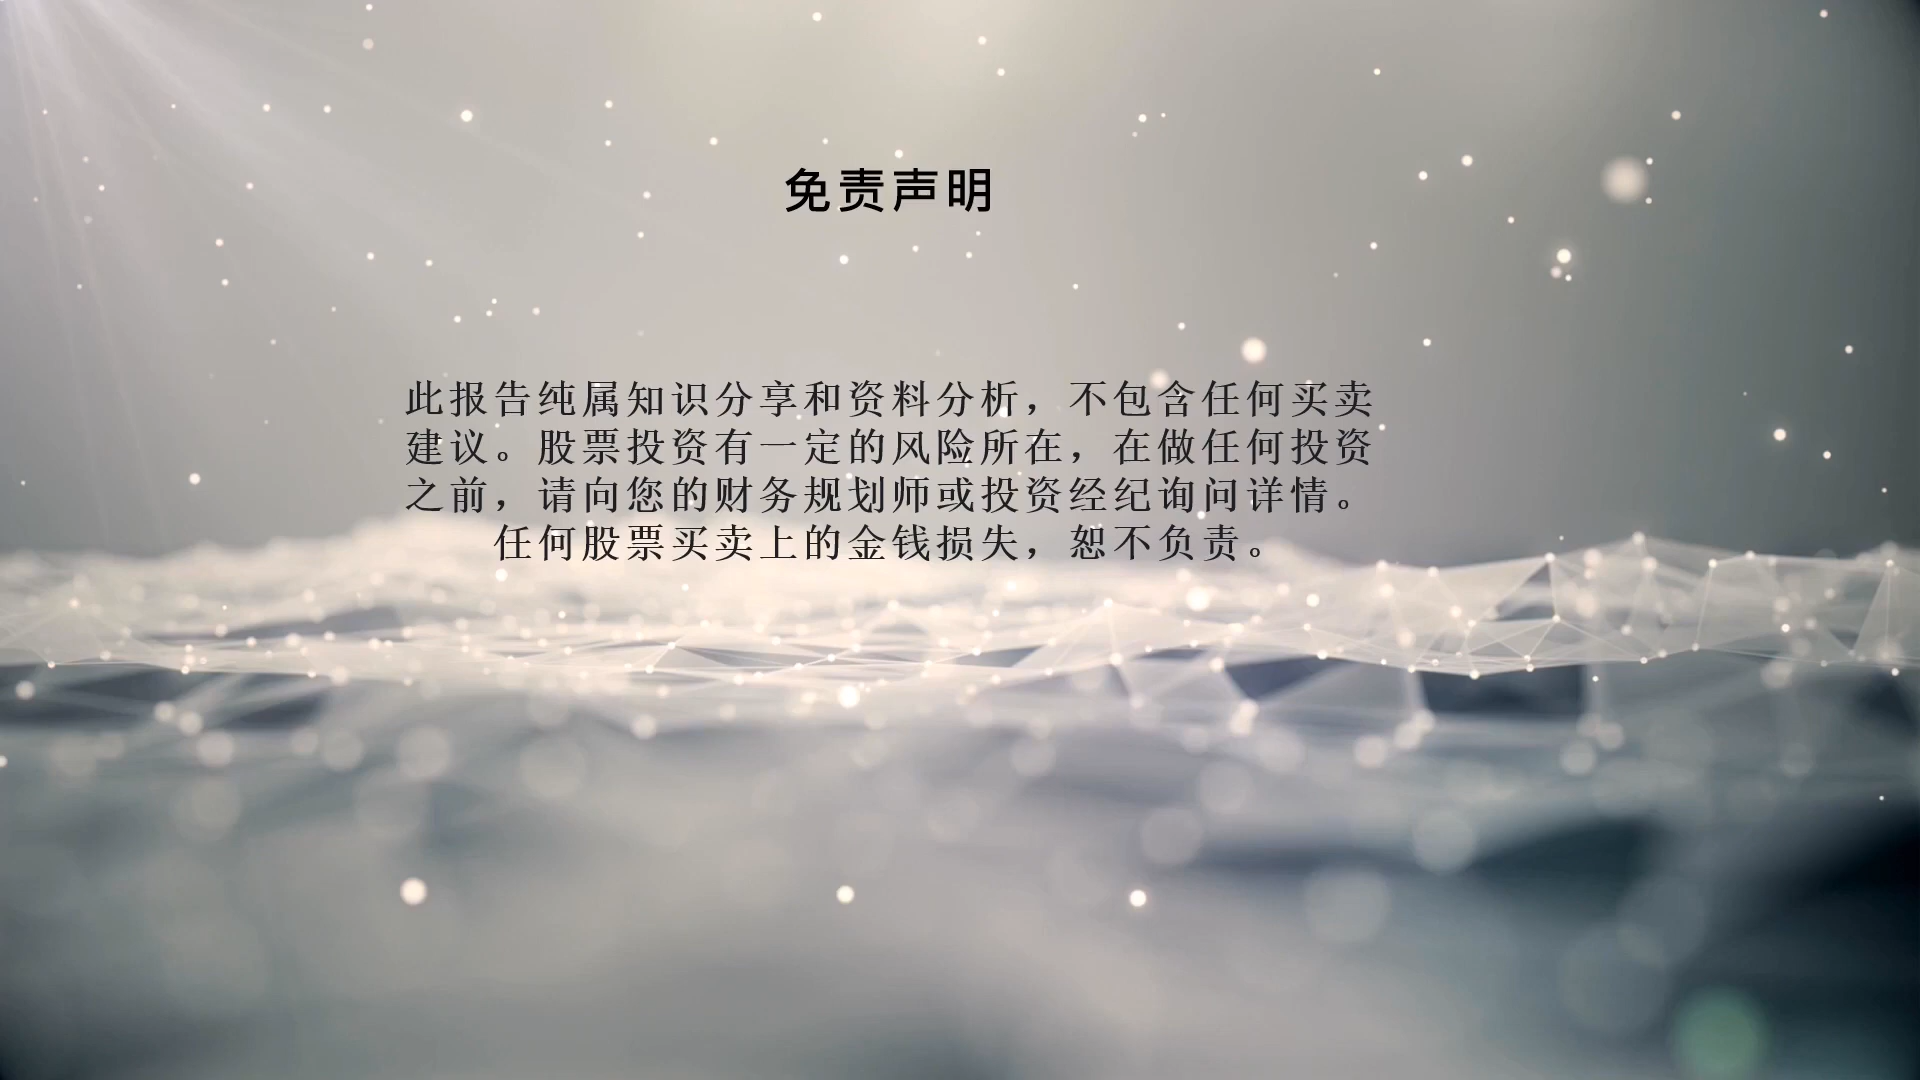 免责声明
此报告纯属知识分享和资料分析，不包含任何买卖
建议。股票投资有一定的风险所在，在做任何投资
之前，请向您的财务规划师或投资经纪询问详情。
任何股票买卖上的金钱损失，恕不负责。